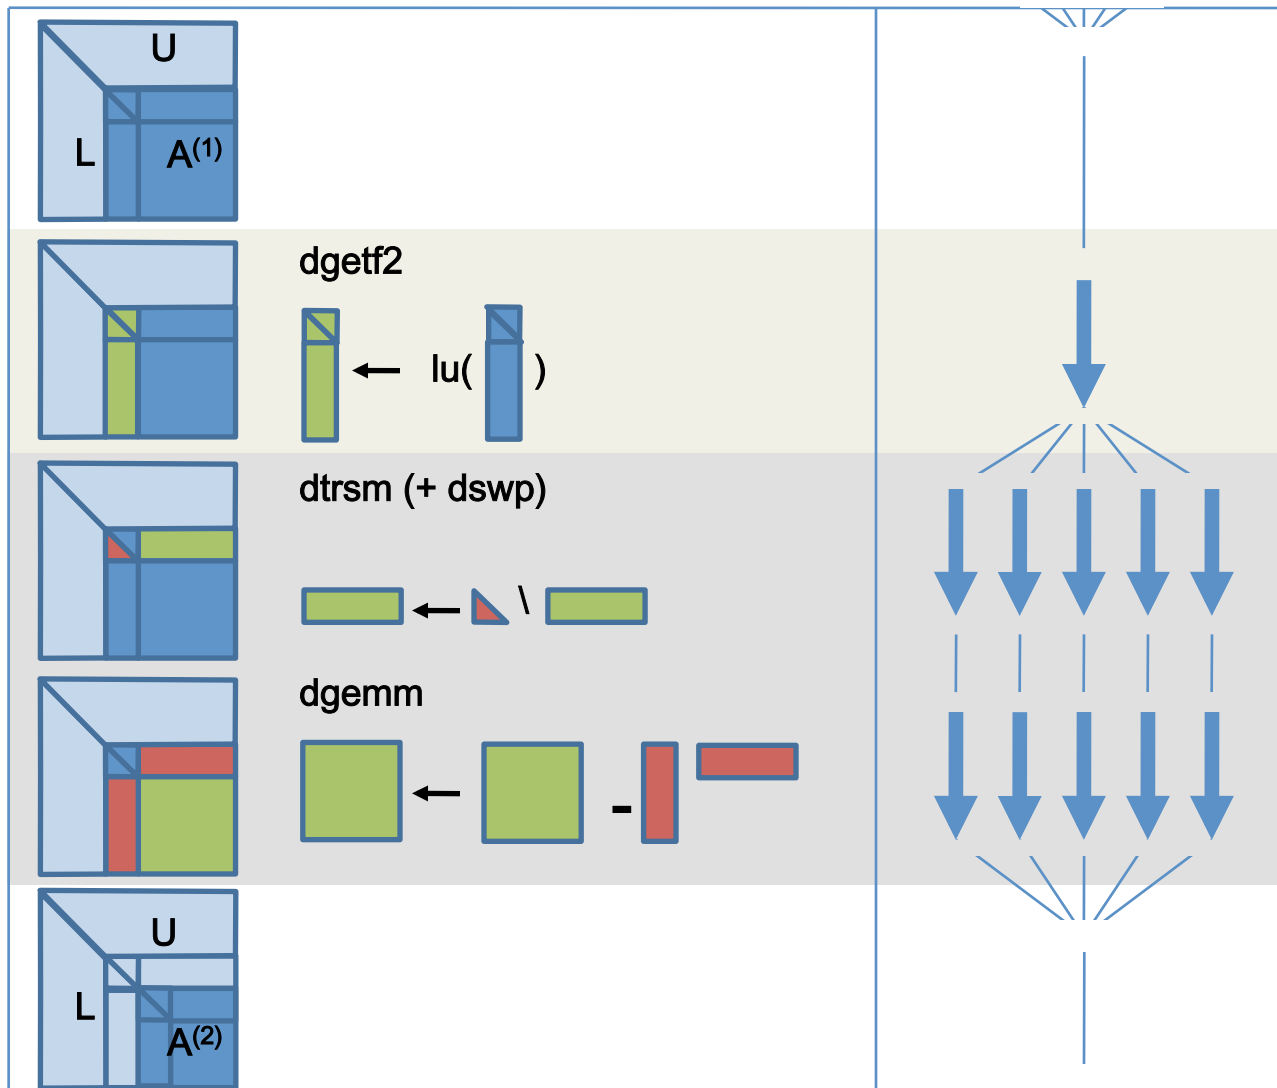 U
L
A(1)
dgetf2
lu( )
dtrsm (+ dswp)
\
dgemm
-
U
L
A(2)